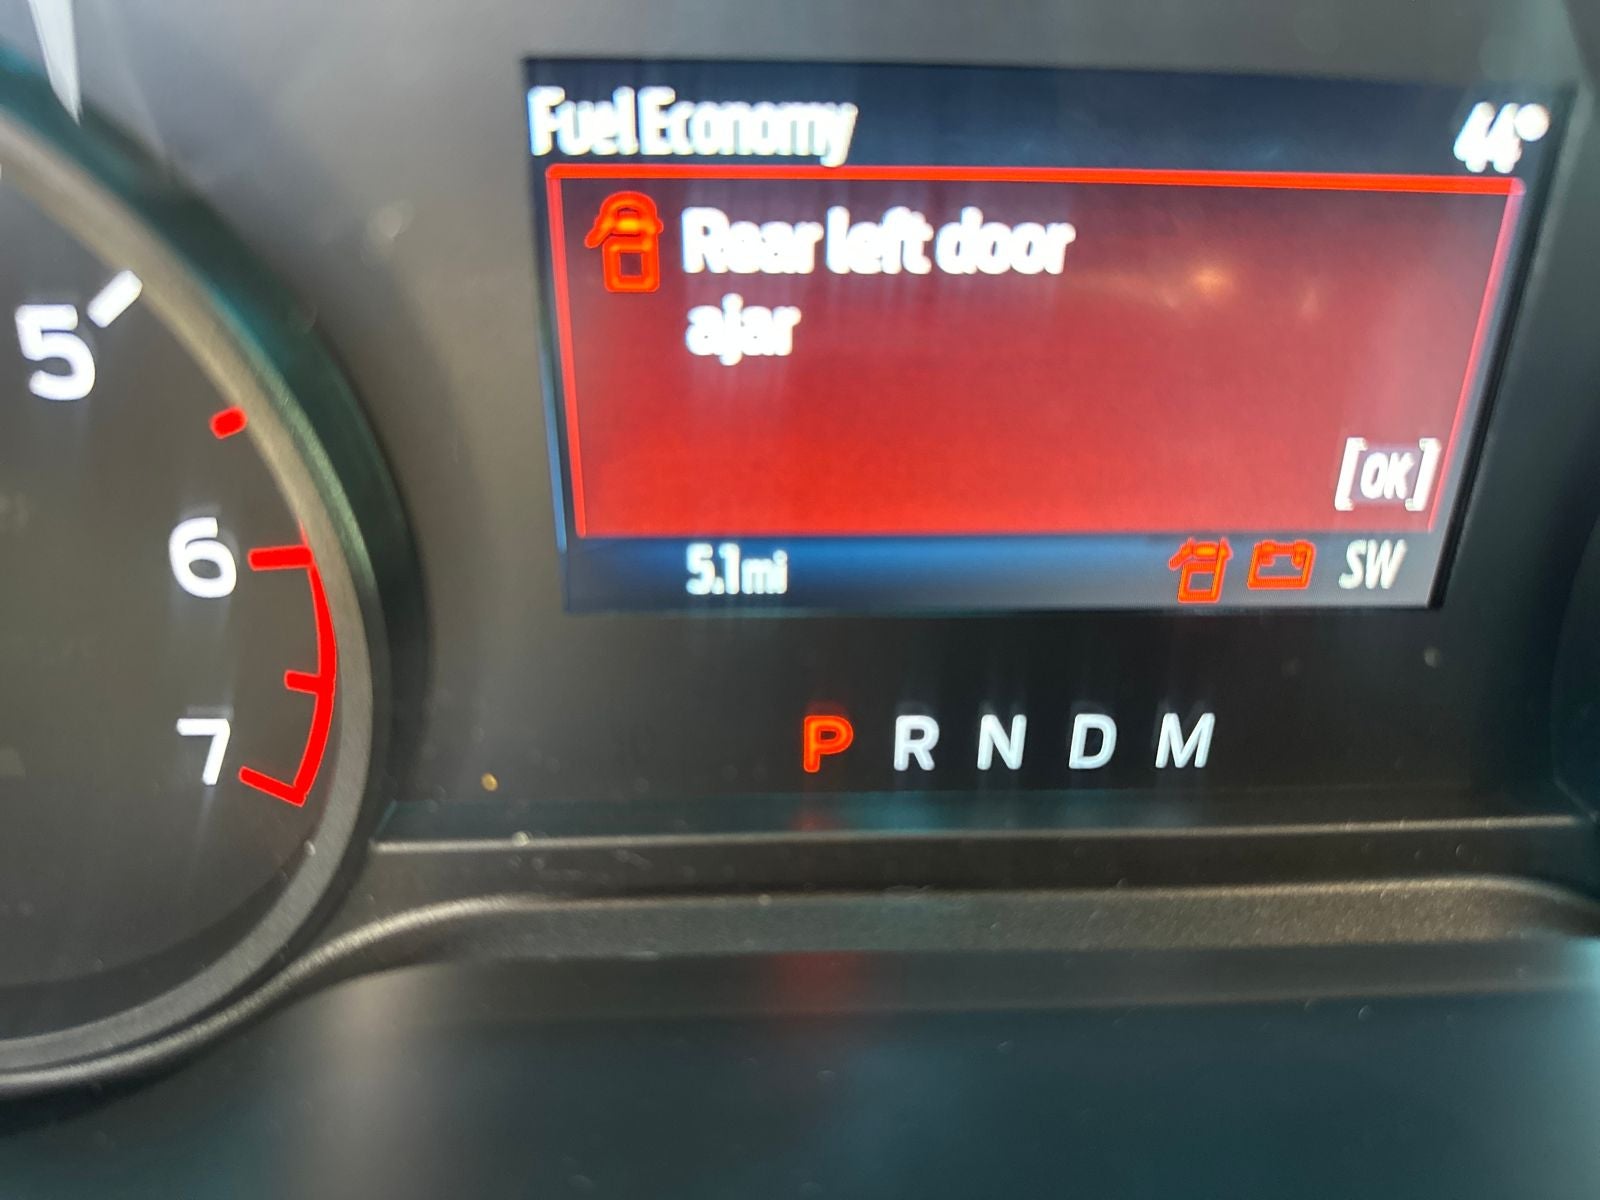 Fuel Economy 44°
Rear left door
ajar
[OK]
5.1mi SW
5
6
7
P R N D M